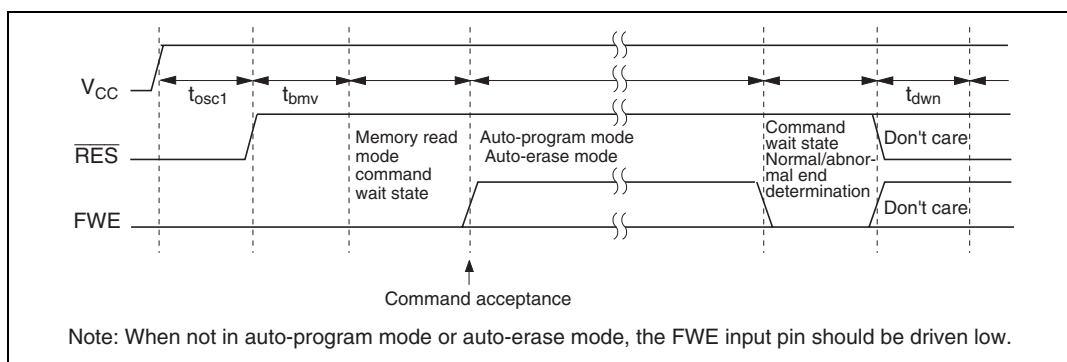 VCC
tosc1
tbmv
tdwn
RES
Memory read
mode
command
wait state
Auto-program mode
Auto-erase mode
Command
wait state
Normal/abnor-
mal end
determination
Don't care
FWE
Don't care
Command acceptance
Note: When not in auto-program mode or auto-erase mode, the FWE input pin should be driven low.